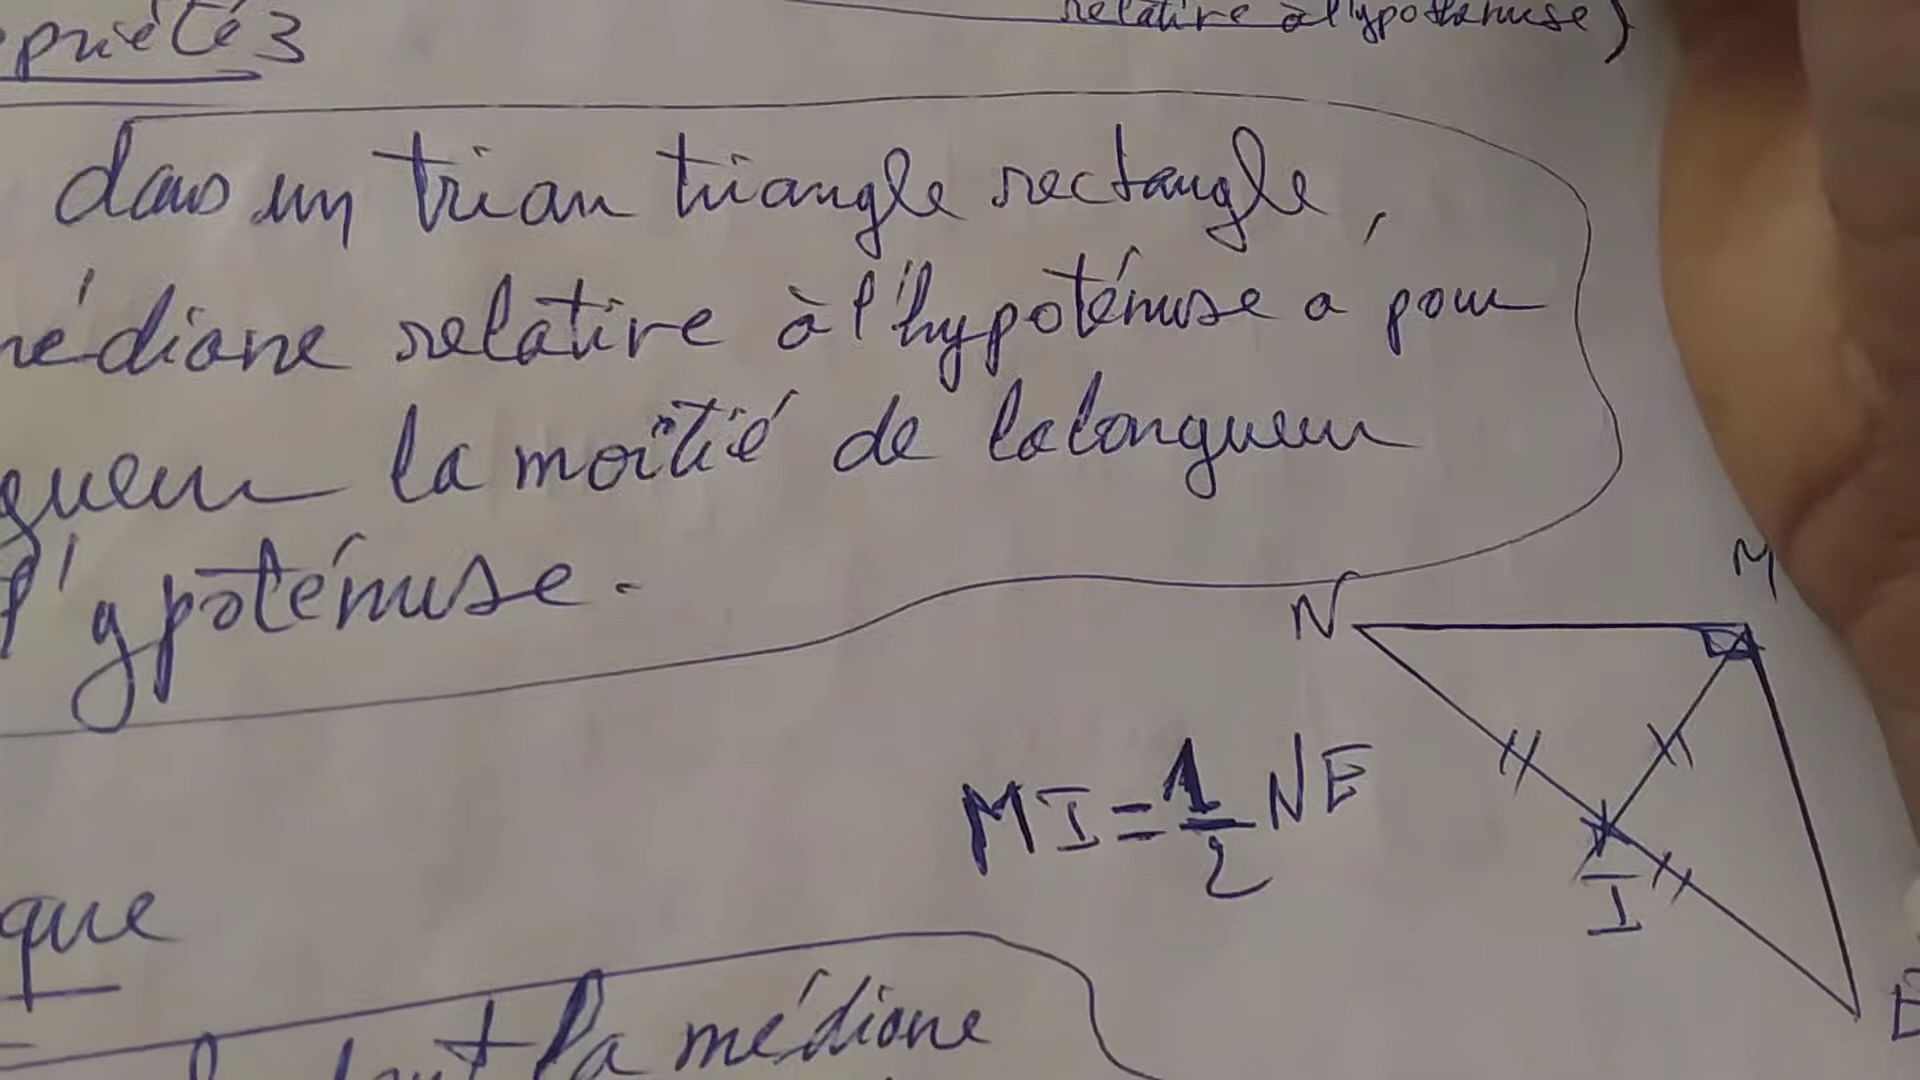 relative à l'hypoténuse)
priété 3
dans un trian triangle rectangle,
médiane relative à l'hypoténuse a pour
gueur la moitié de la longueur
l'ypoténuse.
N M
MI = 1/2 NE
I
E
que
la médiane